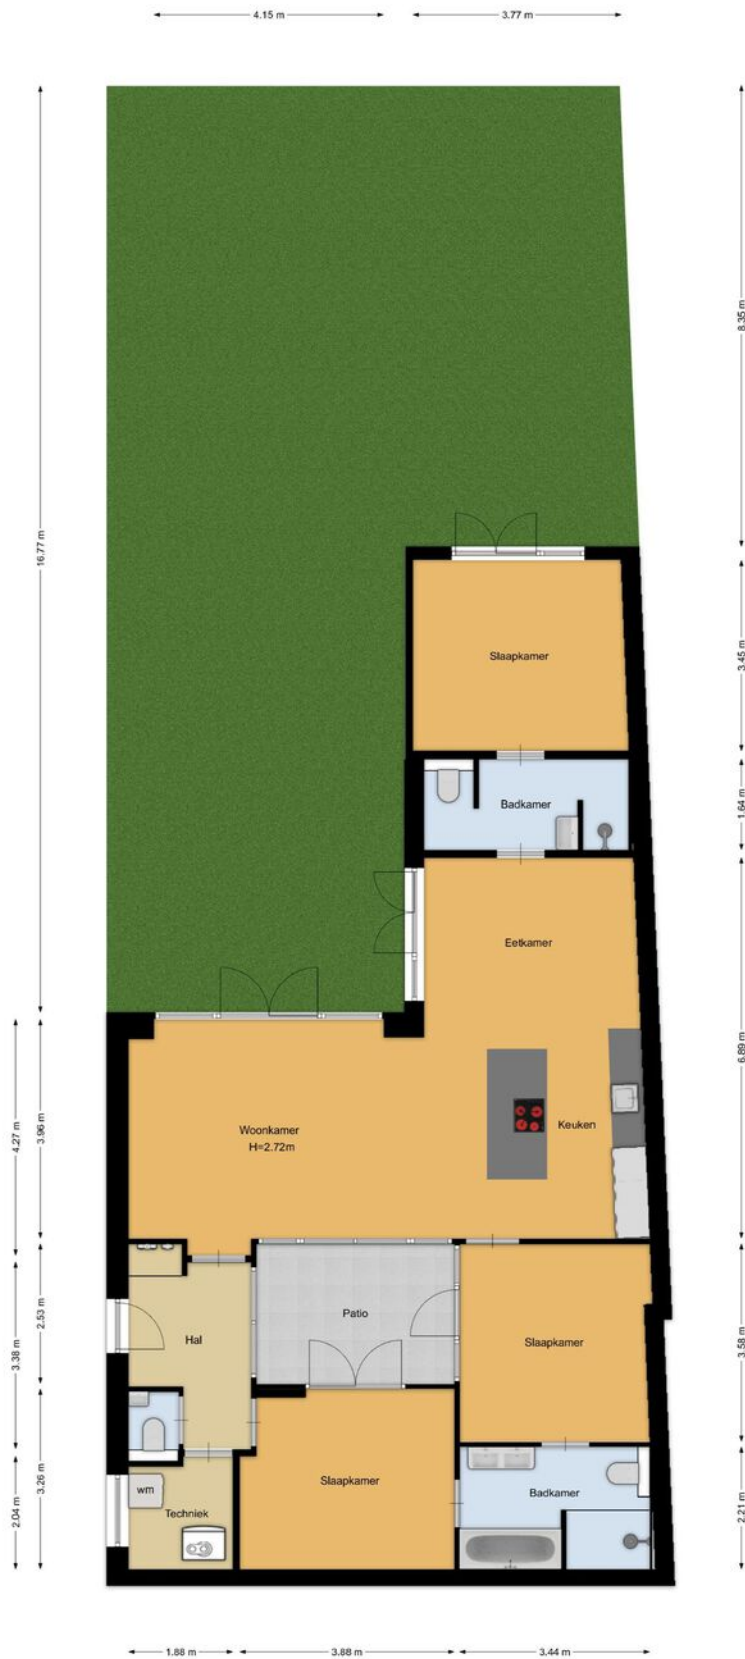 4.15 m
3.77 m
16.77 m
8.35 m
Slaapkamer
3.45 m
Badkamer
1.64 m
Eetkamer
6.89 m
Keuken
Woonkamer
H=2.72m
4.27 m
3.96 m
Patio
Hal
2.53 m
3.38 m
Slaapkamer
3.58 m
Slaapkamer
3.26 m
Badkamer
wm
Techniek
2.04 m
2.21 m
1.88 m
3.88 m
3.44 m